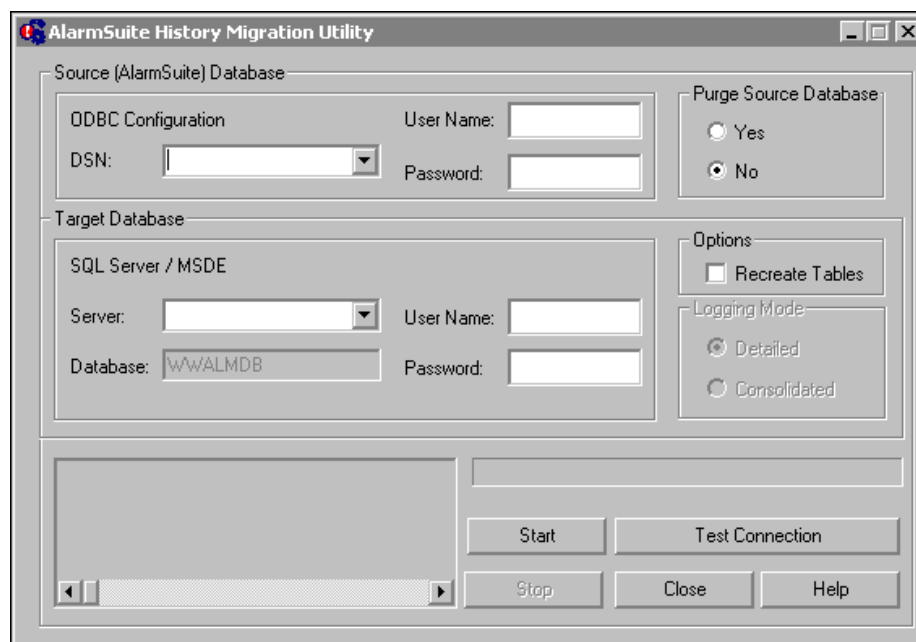 AlarmSuite History Migration Utility
Source (AlarmSuite) Database
ODBC Configuration
DSN:
User Name:
Password:
Purge Source Database
Yes
No
Target Database
SQL Server / MSDE
Server:
Database: WWALMDB
User Name:
Password:
Options
Recreate Tables
Logging Mode
Detailed
Consolidated
Start
Test Connection
Stop
Close
Help